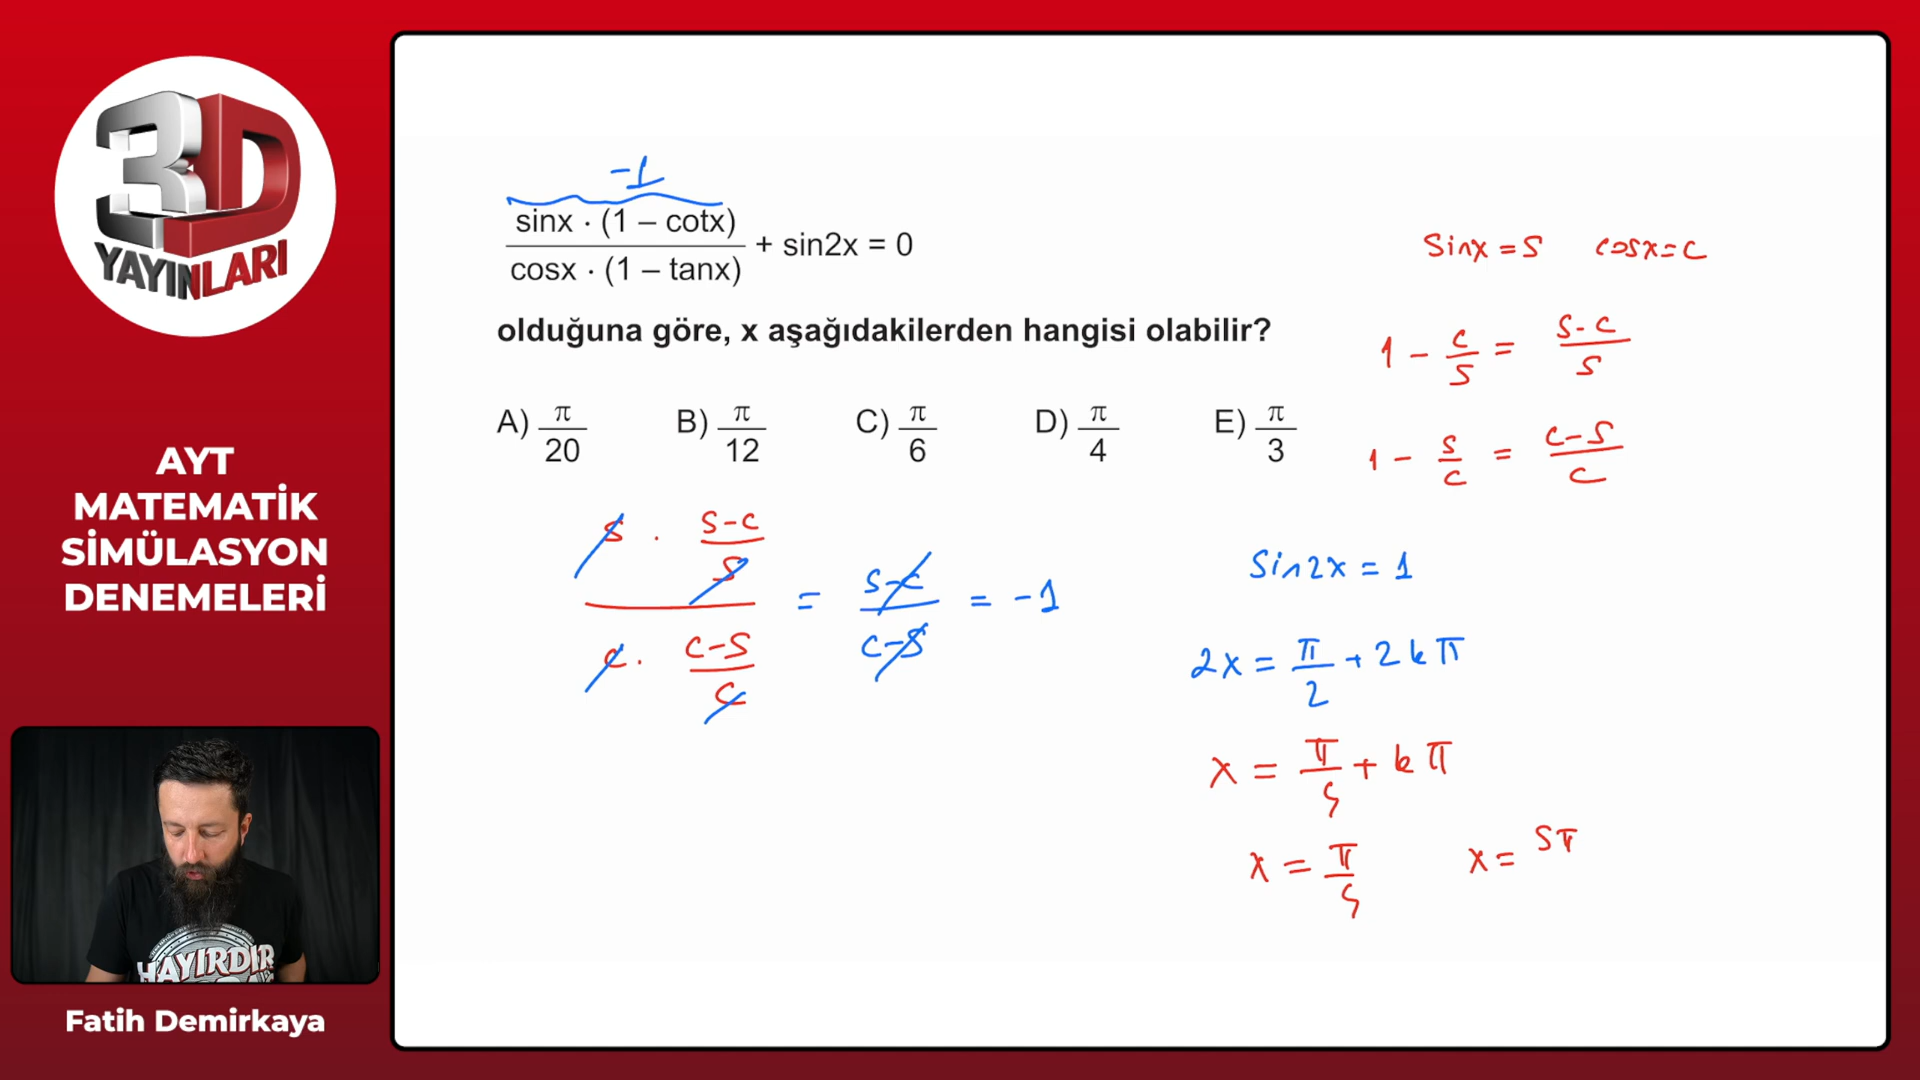 3D
YAYINLARI
AYT
MATEMATİK
SİMÜLASYON
DENEMELERİ
HAYIRDIR
Fatih Demirkaya
-1
sinx · (1 – cotx)
cosx · (1 – tanx)
+ sin2x = 0
olduğuna göre, x aşağıdakilerden hangisi olabilir?
A) π/20 B) π/12 C) π/6 D) π/4 E) π/3
s · (s-c)/s
c · (c-s)/c
= (s-c)/(c-s) = -1
Sinx = s cosx = c
1 - c/s = (s-c)/s
1 - s/c = (c-s)/c
Sin2x = 1
2x = π/2 + 2kπ
x = π/4 + kπ
x = π/4 x = 5π